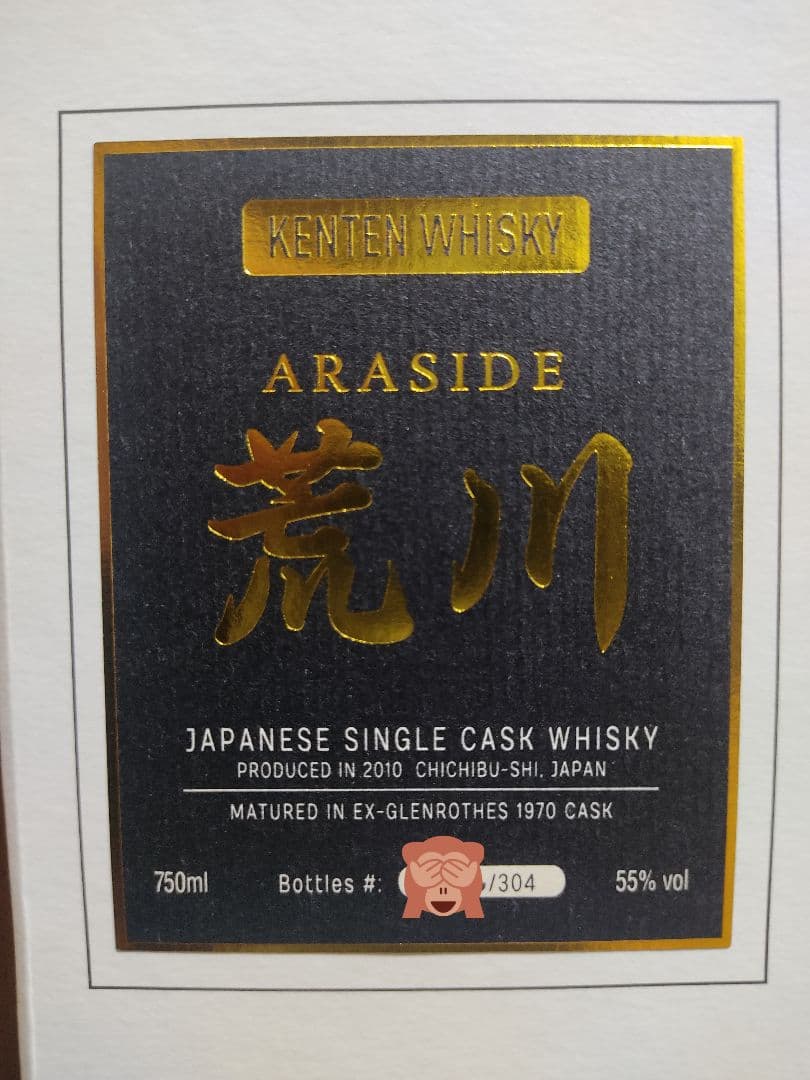 KENTEN WHISKY
ARASIDE
荒川
JAPANESE SINGLE CASK WHISKY
PRODUCED IN 2010 CHICHIBU-SHI, JAPAN
MATURED IN EX-GLENROTHES 1970 CASK
750ml Bottles #: /304 55% vol